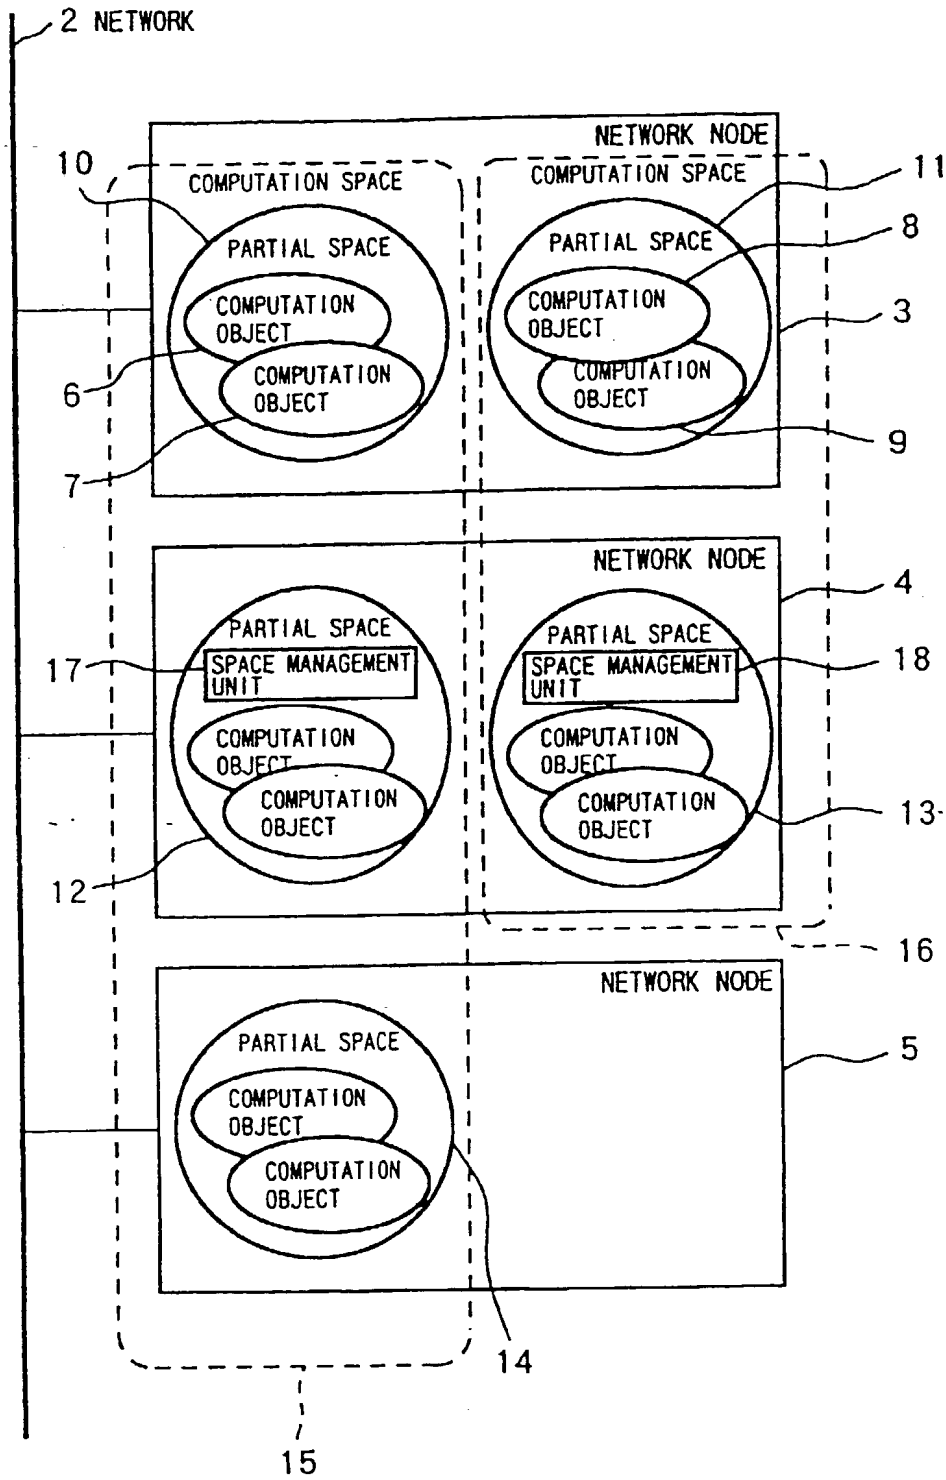 2 NETWORK
NETWORK NODE
10
COMPUTATION SPACE
COMPUTATION SPACE
11
PARTIAL SPACE
PARTIAL SPACE
8
COMPUTATION
OBJECT
COMPUTATION
OBJECT
3
6
COMPUTATION
OBJECT
COMPUTATION
OBJECT
7
9
NETWORK NODE
4
PARTIAL SPACE
PARTIAL SPACE
17
SPACE MANAGEMENT
UNIT
SPACE MANAGEMENT
UNIT
18
COMPUTATION
OBJECT
COMPUTATION
OBJECT
COMPUTATION
OBJECT
COMPUTATION
OBJECT
13
12
16
NETWORK NODE
PARTIAL SPACE
5
COMPUTATION
OBJECT
COMPUTATION
OBJECT
14
15